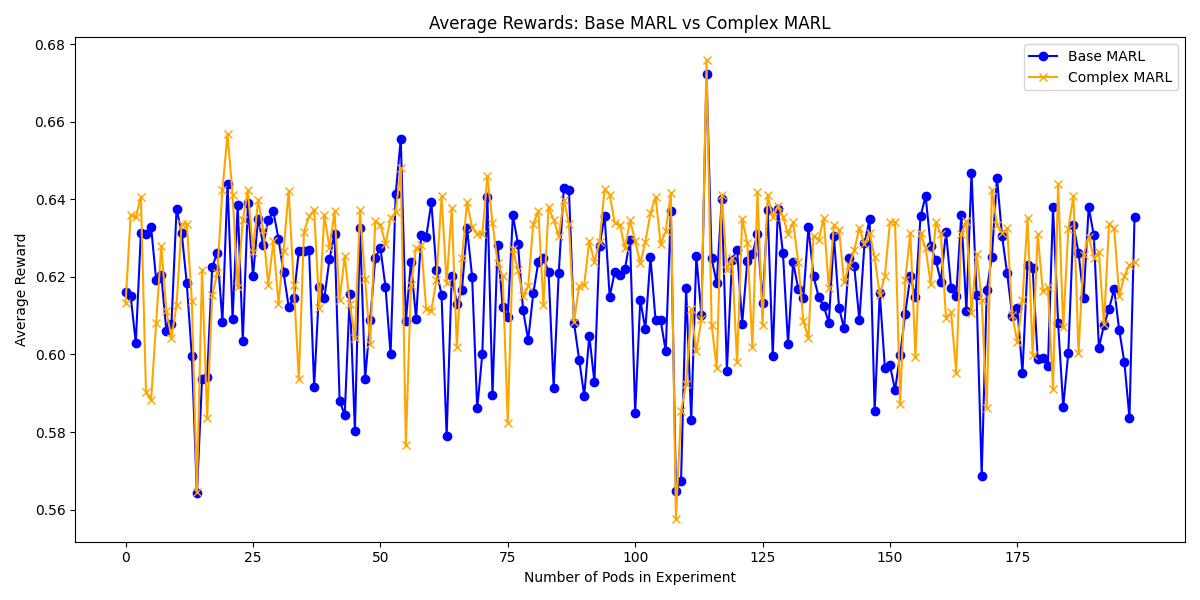 Average Rewards: Base MARL vs Complex MARL
Base MARL
Complex MARL
Average Reward
0.68
0.66
0.64
0.62
0.60
0.58
0.56
0 25 50 75 100 125 150 175
Number of Pods in Experiment